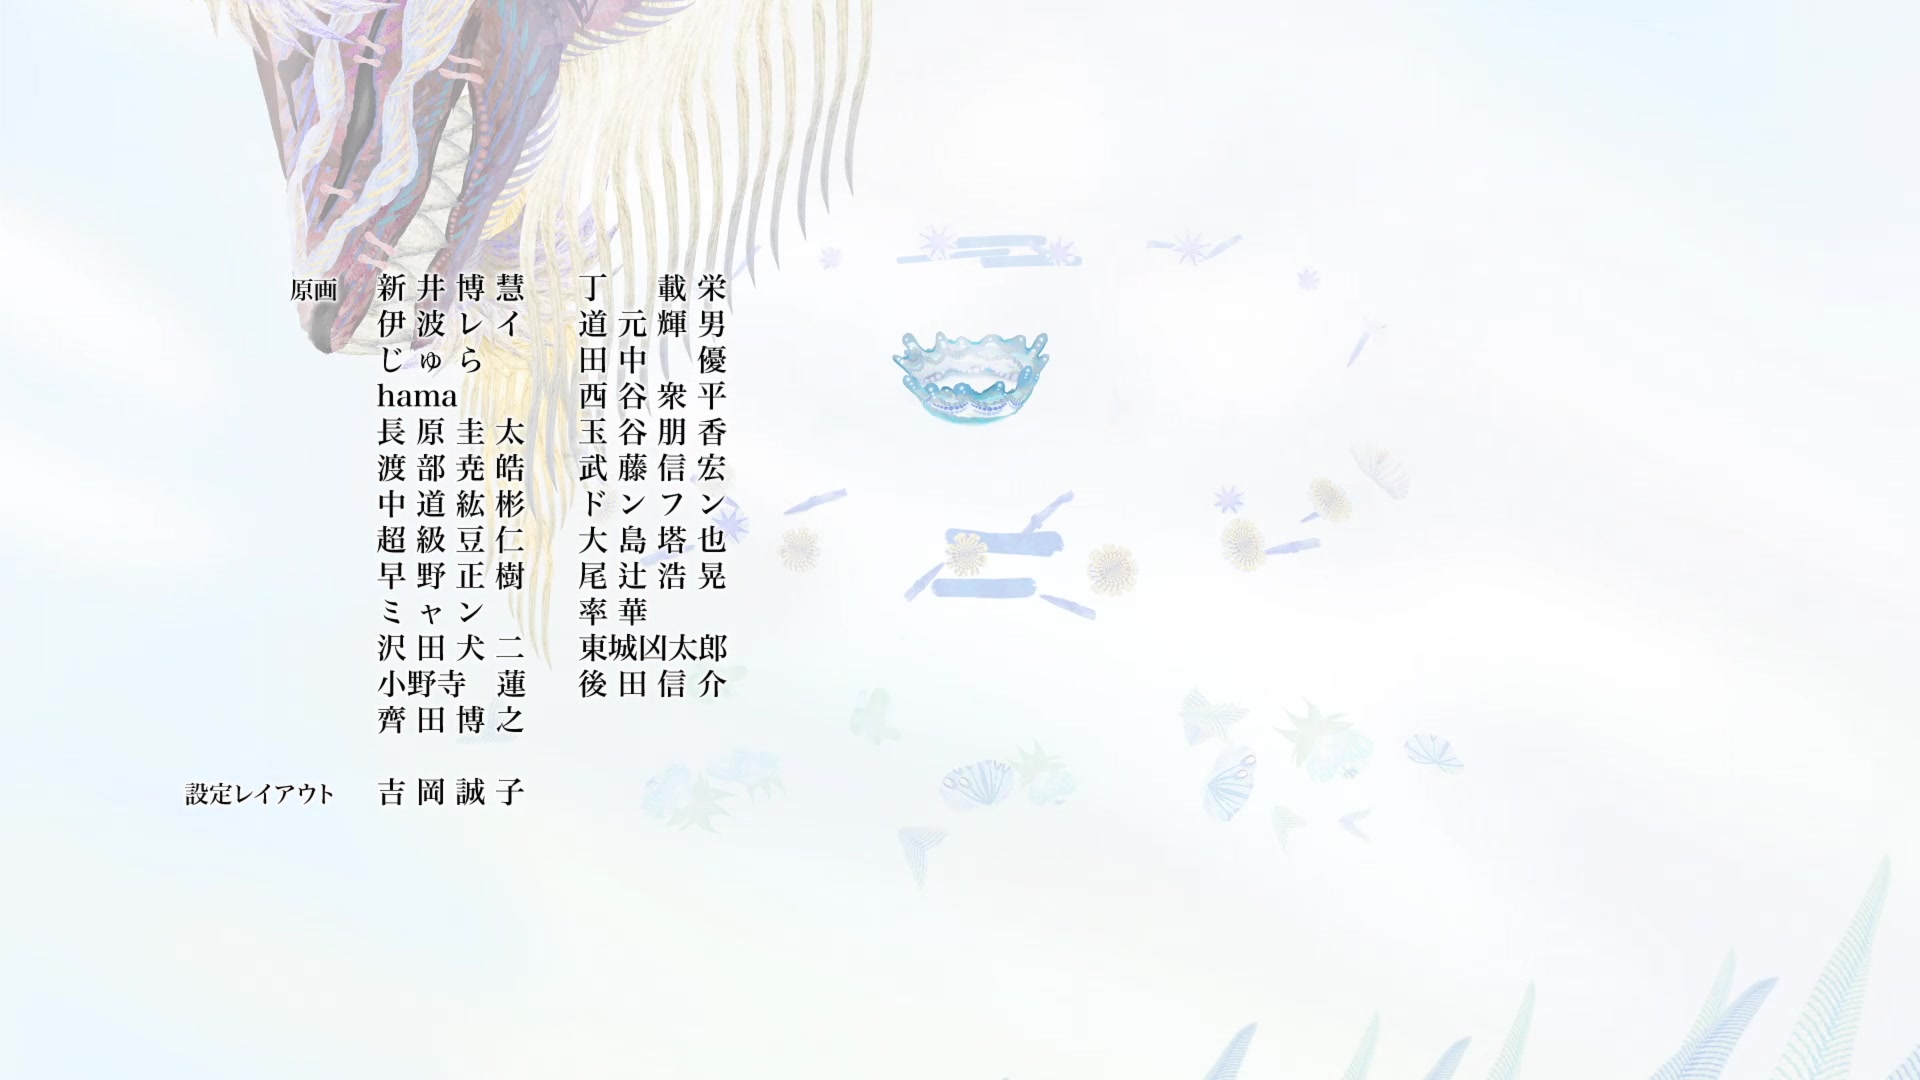 原画 新井博慧 丁載栄
伊波レイ 道元輝男
じゅら 田中優
hama 西谷衆平
長原圭太 玉谷朋香
渡部尭皓 武藤信宏
中道紘彬 ドンフン
超級豆仁 大島塔也
早野正樹 尾辻浩晃
ミャン 率華
沢田犬二 東城凶太郎
小野寺 蓮 後田信介
齊田博之
設定レイアウト 吉岡誠子